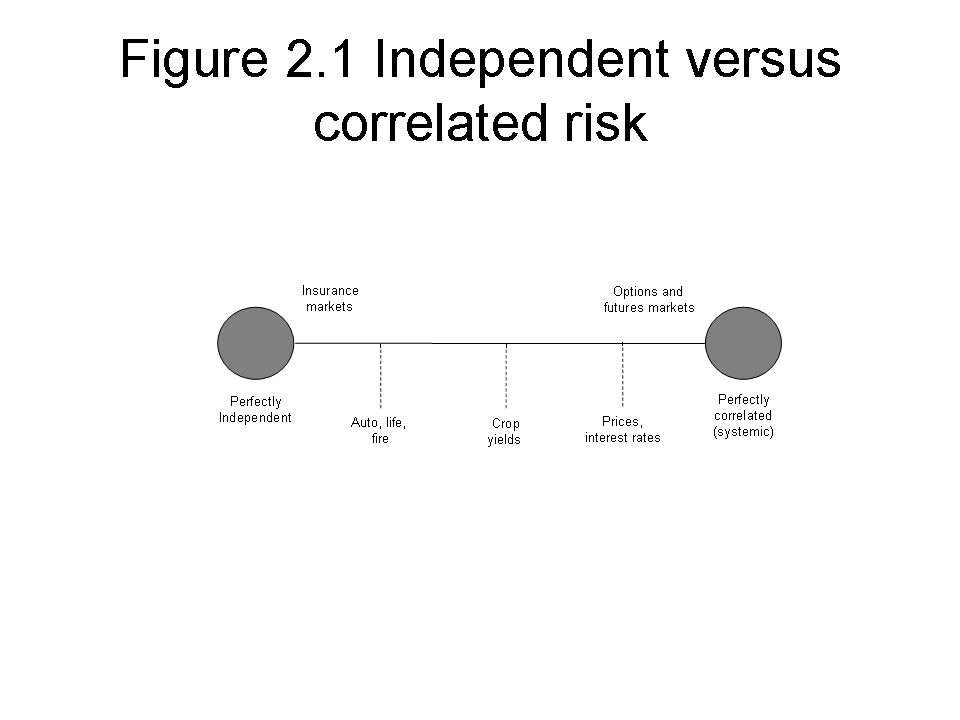 Figure 2.1 Independent versus
correlated risk
Insurance
markets
Options and
futures markets
Perfectly
Independent
Auto, life,
fire
Crop
yields
Prices,
interest rates
Perfectly
correlated
(systemic)